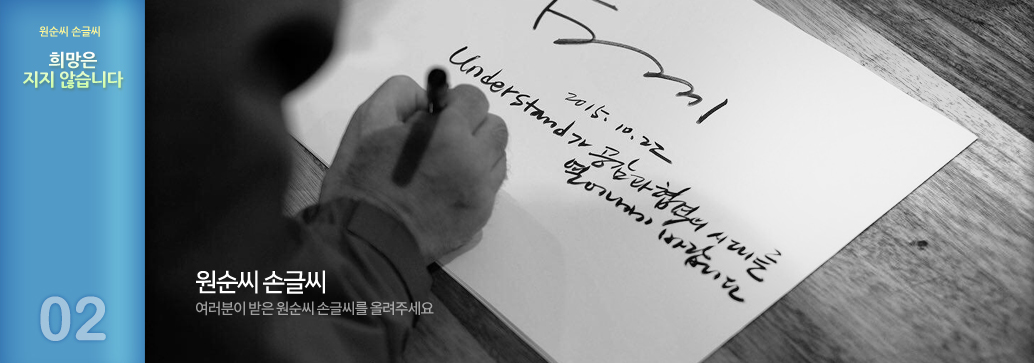 원순씨 손글씨
희망은
지지 않습니다
02
2015. 10. 22
Understand가 공감과 협력의 시대를
열어나가기 바랍니다
원순씨 손글씨
여러분이 받은 원순씨 손글씨를 올려주세요